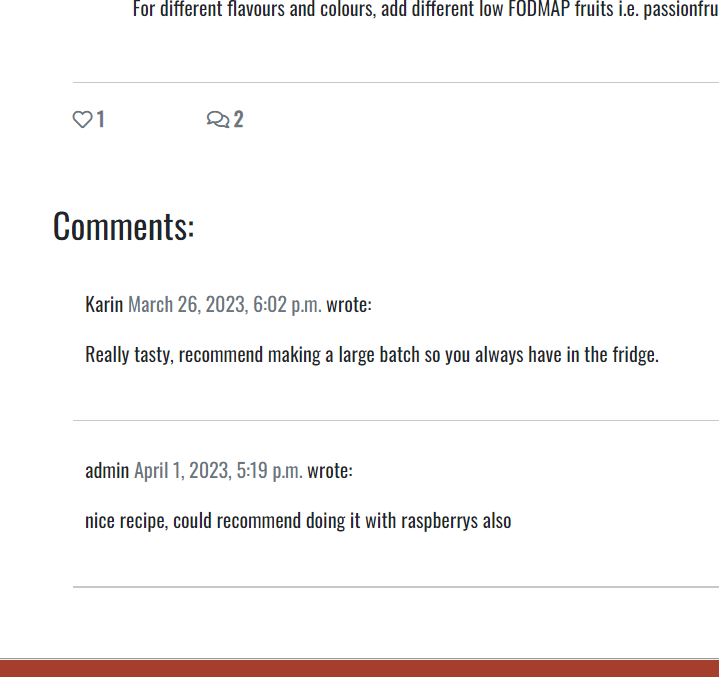 For different flavours and colours, add different low FODMAP fruits i.e. passionfru
1 2
Comments:
Karin March 26, 2023, 6:02 p.m. wrote:
Really tasty, recommend making a large batch so you always have in the fridge.
admin April 1, 2023, 5:19 p.m. wrote:
nice recipe, could recommend doing it with raspberrys also